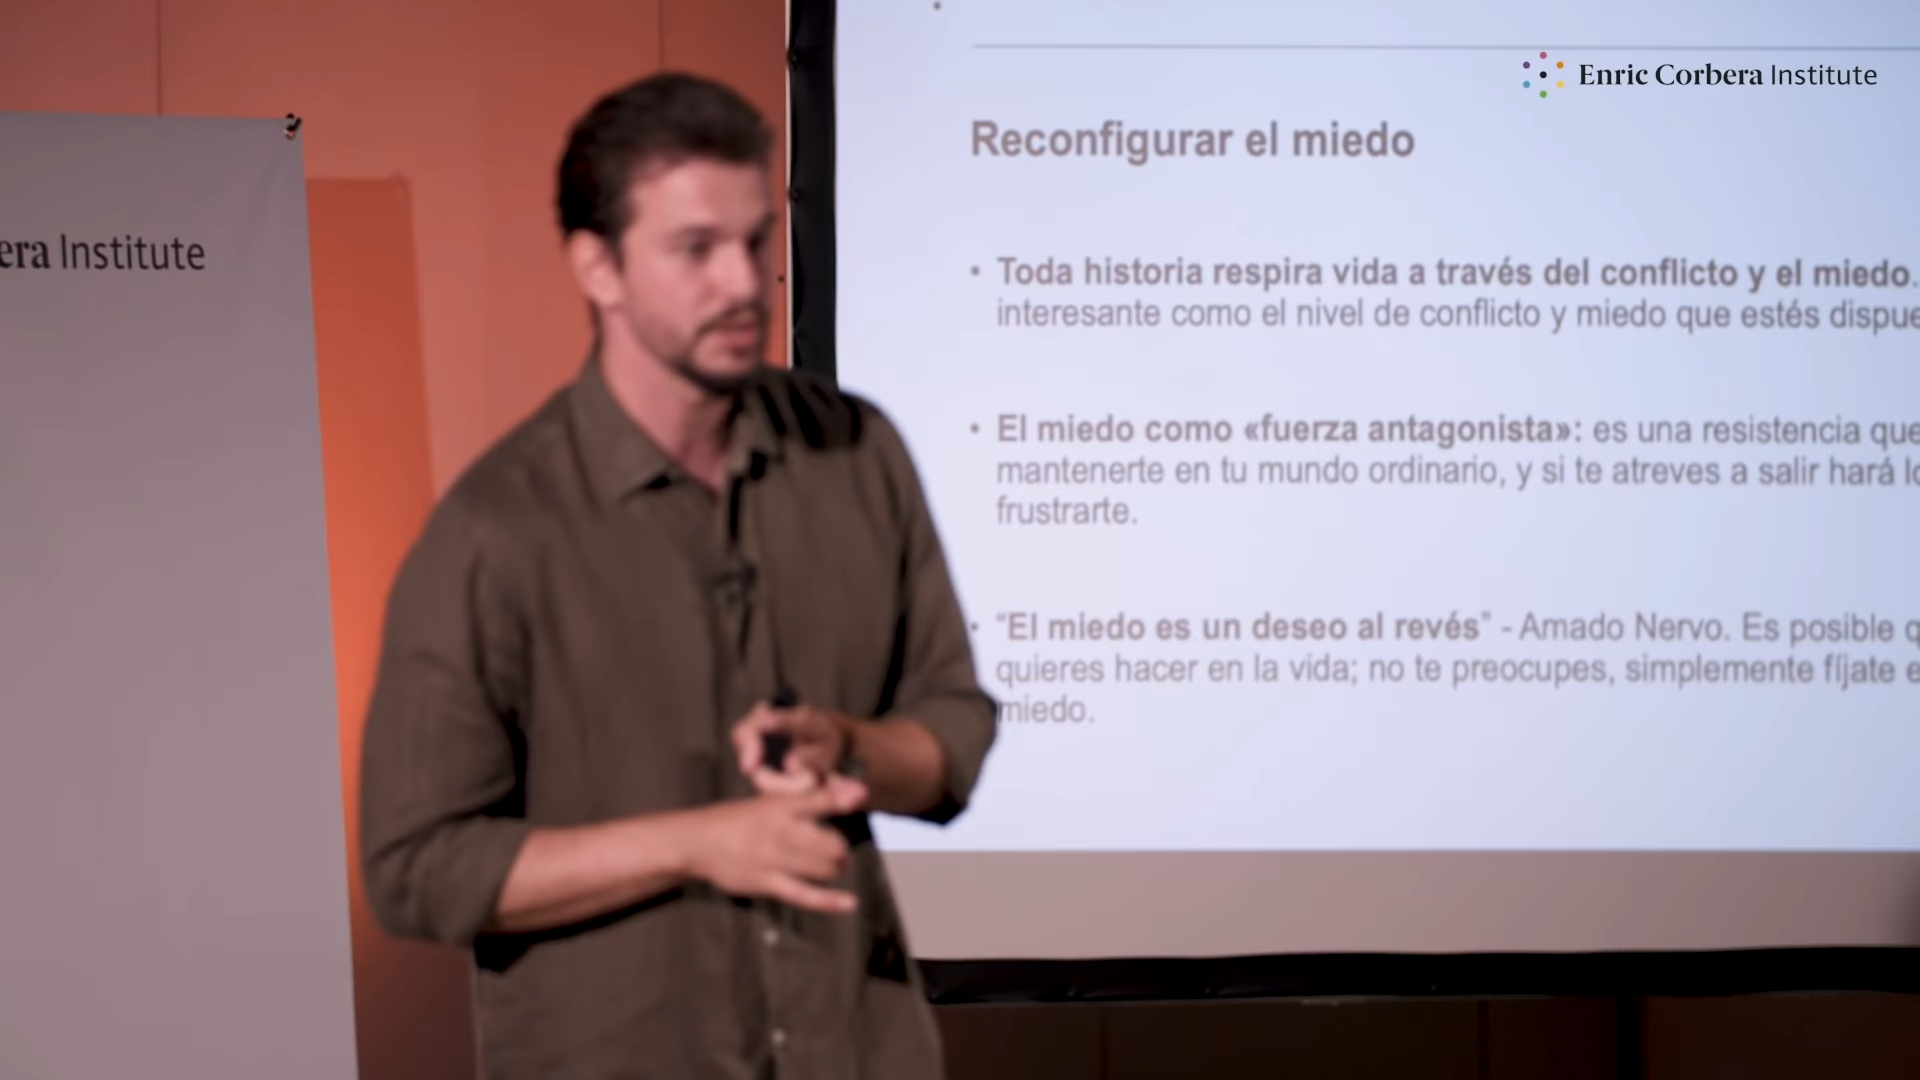 Enric Corbera Institute
era Institute
Reconfigurar el miedo
• Toda historia respira vida a través del conflicto y el miedo.
interesante como el nivel de conflicto y miedo que estés
• El miedo como «fuerza antagonista»: es una resistencia que
mantenerte en tu mundo ordinario, y si te atreves a salir hará
frustrarte.
• “El miedo es un deseo al revés” - Amado Nervo. Es posible
quieres hacer en la vida; no te preocupes, simplemente fíjate
miedo.